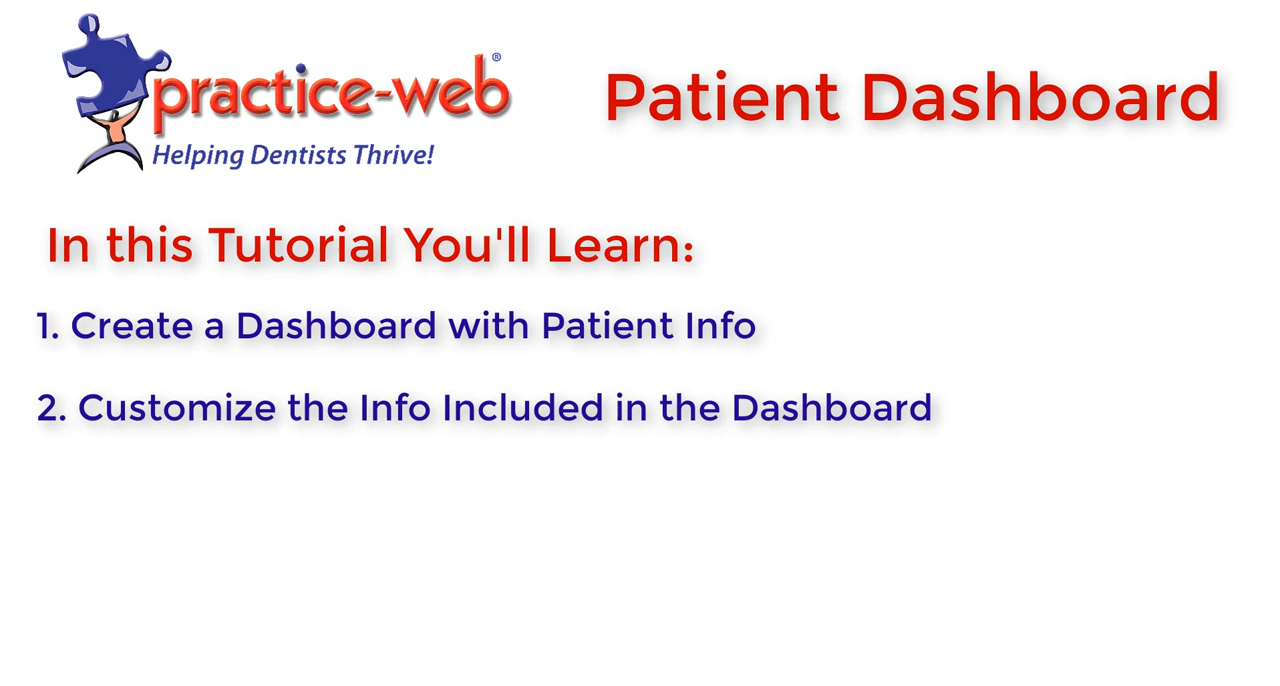 practice-web®
Helping Dentists Thrive!
Patient Dashboard
In this Tutorial You'll Learn:
1. Create a Dashboard with Patient Info
2. Customize the Info Included in the Dashboard